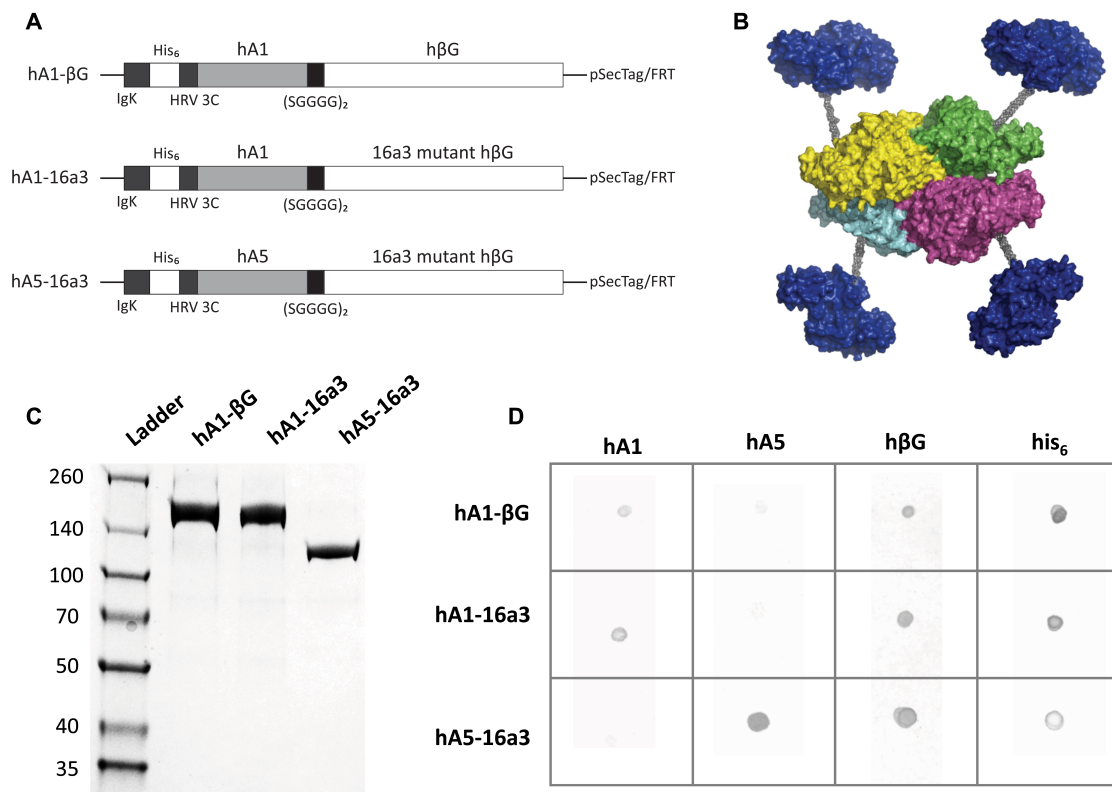 A
His₆ hA1 hβG
hA1-βG pSecTag/FRT
IgK HRV 3C (SGGGG)₂
His₆ hA1 16a3 mutant hβG
hA1-16a3 pSecTag/FRT
IgK HRV 3C (SGGGG)₂
His₆ hA5 16a3 mutant hβG
hA5-16a3 pSecTag/FRT
IgK HRV 3C (SGGGG)₂
B
C
Ladder hA1-βG hA1-16a3 hA5-16a3
260
140
100
70
50
40
35
D
hA1 hA5 hβG his₆
hA1-βG
hA1-16a3
hA5-16a3